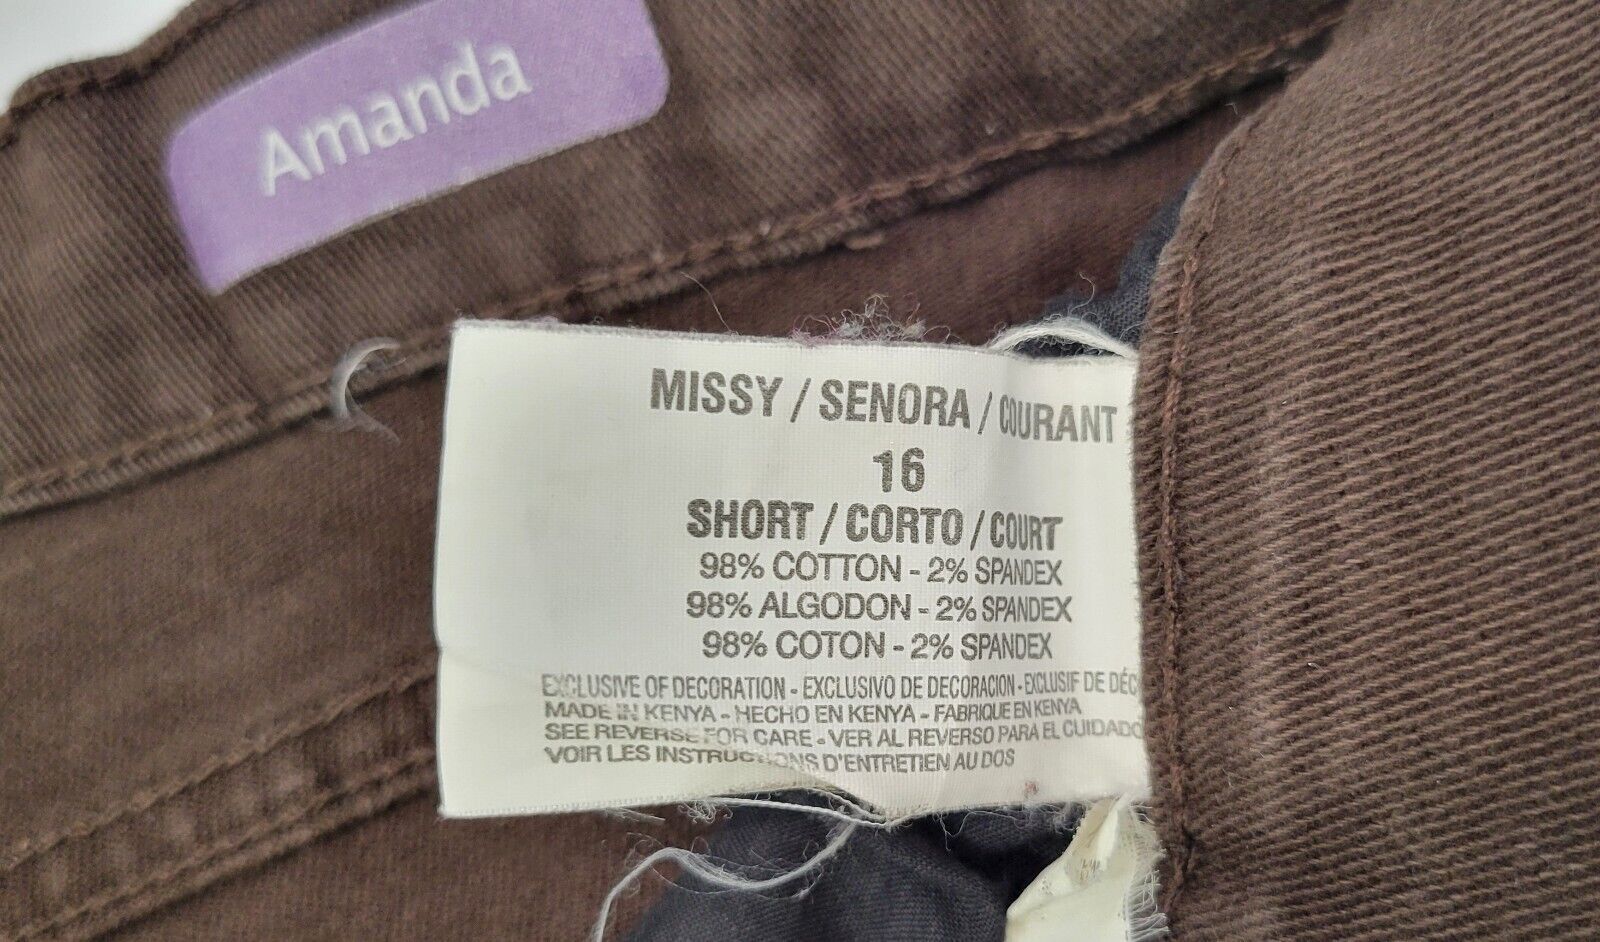 Amanda
MISSY / SENORA / COURANT
16
SHORT / CORTO / COURT
98% COTTON - 2% SPANDEX
98% ALGODON - 2% SPANDEX
98% COTON - 2% SPANDEX
EXCLUSIVE OF DECORATION - EXCLUSIVO DE DECORACION - EXCLUSIF DE DÉC
MADE IN KENYA - HECHO EN KENYA - FABRIQUE EN KENYA
SEE REVERSE FOR CARE - VER AL REVERSO PARA EL CUIDADO
VOIR LES INSTRUCTIONS D'ENTRETIEN AU DOS